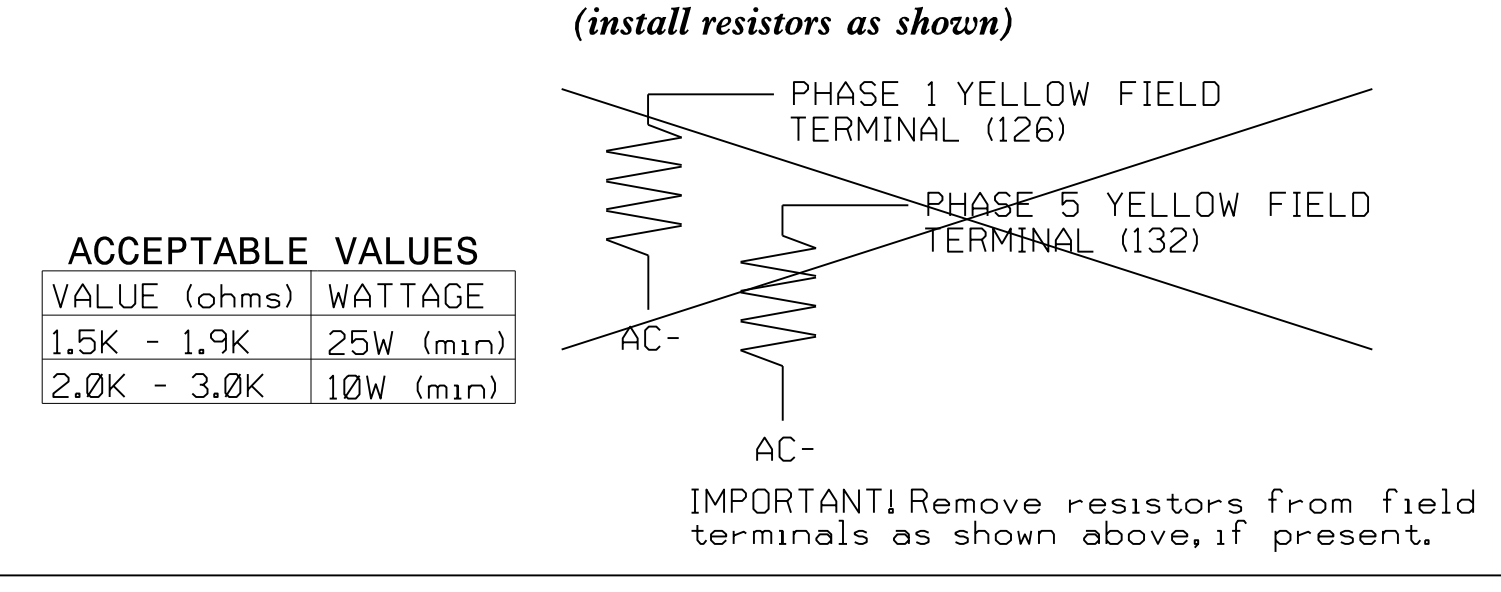 (install resistors as shown)
PHASE 1 YELLOW FIELD
TERMINAL (126)
PHASE 5 YELLOW FIELD
TERMINAL (132)
ACCEPTABLE VALUES
VALUE (ohms) WATTAGE
1.5K - 1.9K 25W (min)
2.0K - 3.0K 10W (min)
AC-
AC-
IMPORTANT! Remove resistors from field
terminals as shown above, if present.